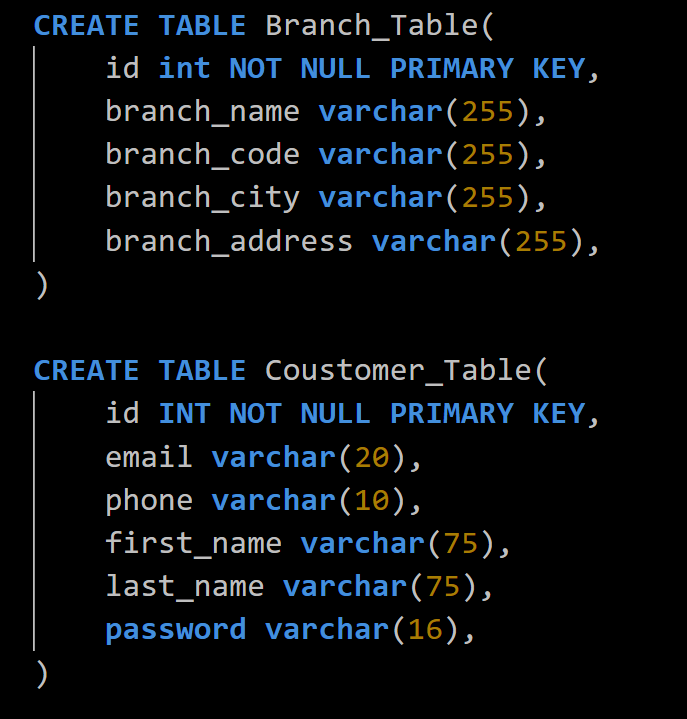 CREATE TABLE Branch_Table(
id int NOT NULL PRIMARY KEY,
branch_name varchar(255),
branch_code varchar(255),
branch_city varchar(255),
branch_address varchar(255),
)
CREATE TABLE Coustomer_Table(
id INT NOT NULL PRIMARY KEY,
email varchar(20),
phone varchar(10),
first_name varchar(75),
last_name varchar(75),
password varchar(16),
)